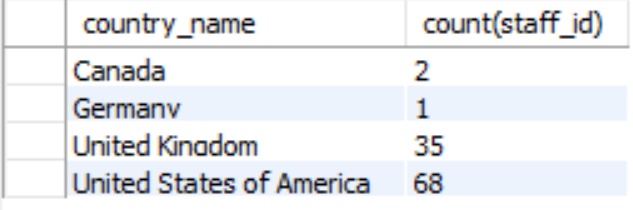 country_name count(staff_id)
Canada 2
Germany 1
United Kingdom 35
United States of America 68